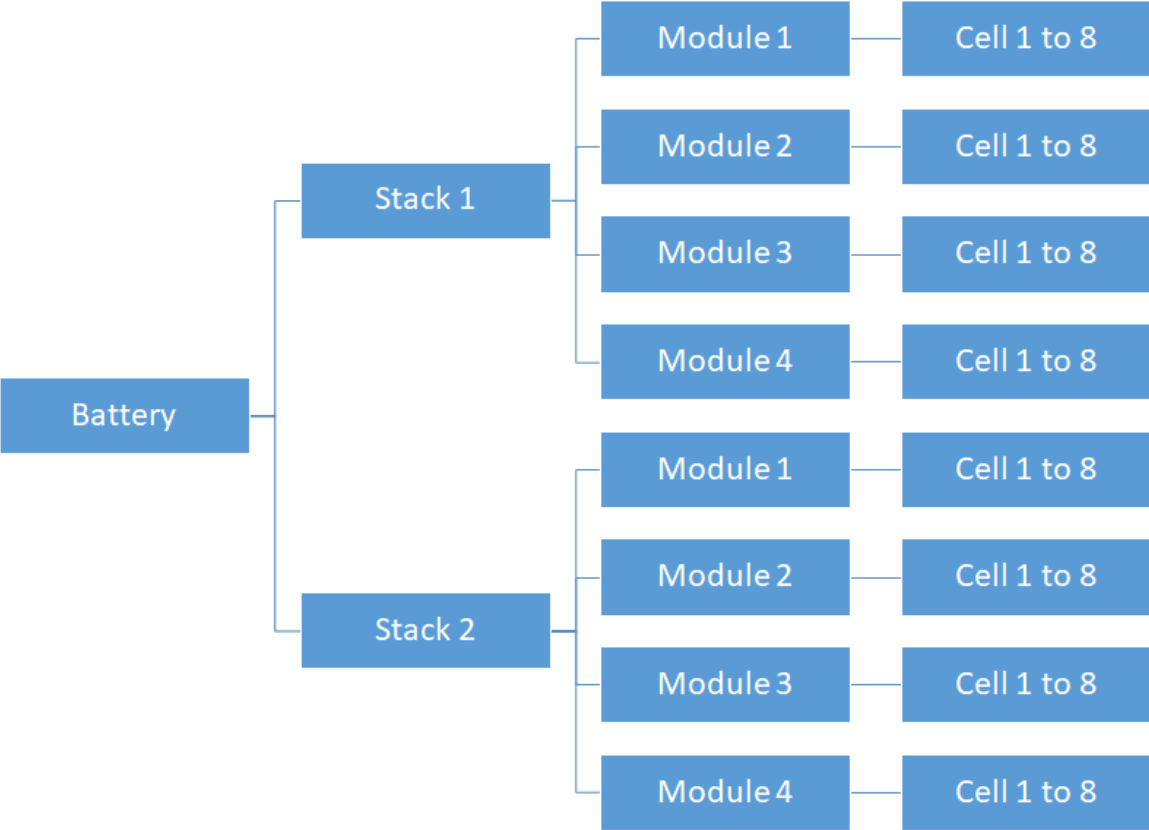 Module 1
Cell 1 to 8
Module 2
Cell 1 to 8
Stack 1
Module 3
Cell 1 to 8
Module 4
Cell 1 to 8
Battery
Module 1
Cell 1 to 8
Module 2
Cell 1 to 8
Stack 2
Module 3
Cell 1 to 8
Module 4
Cell 1 to 8